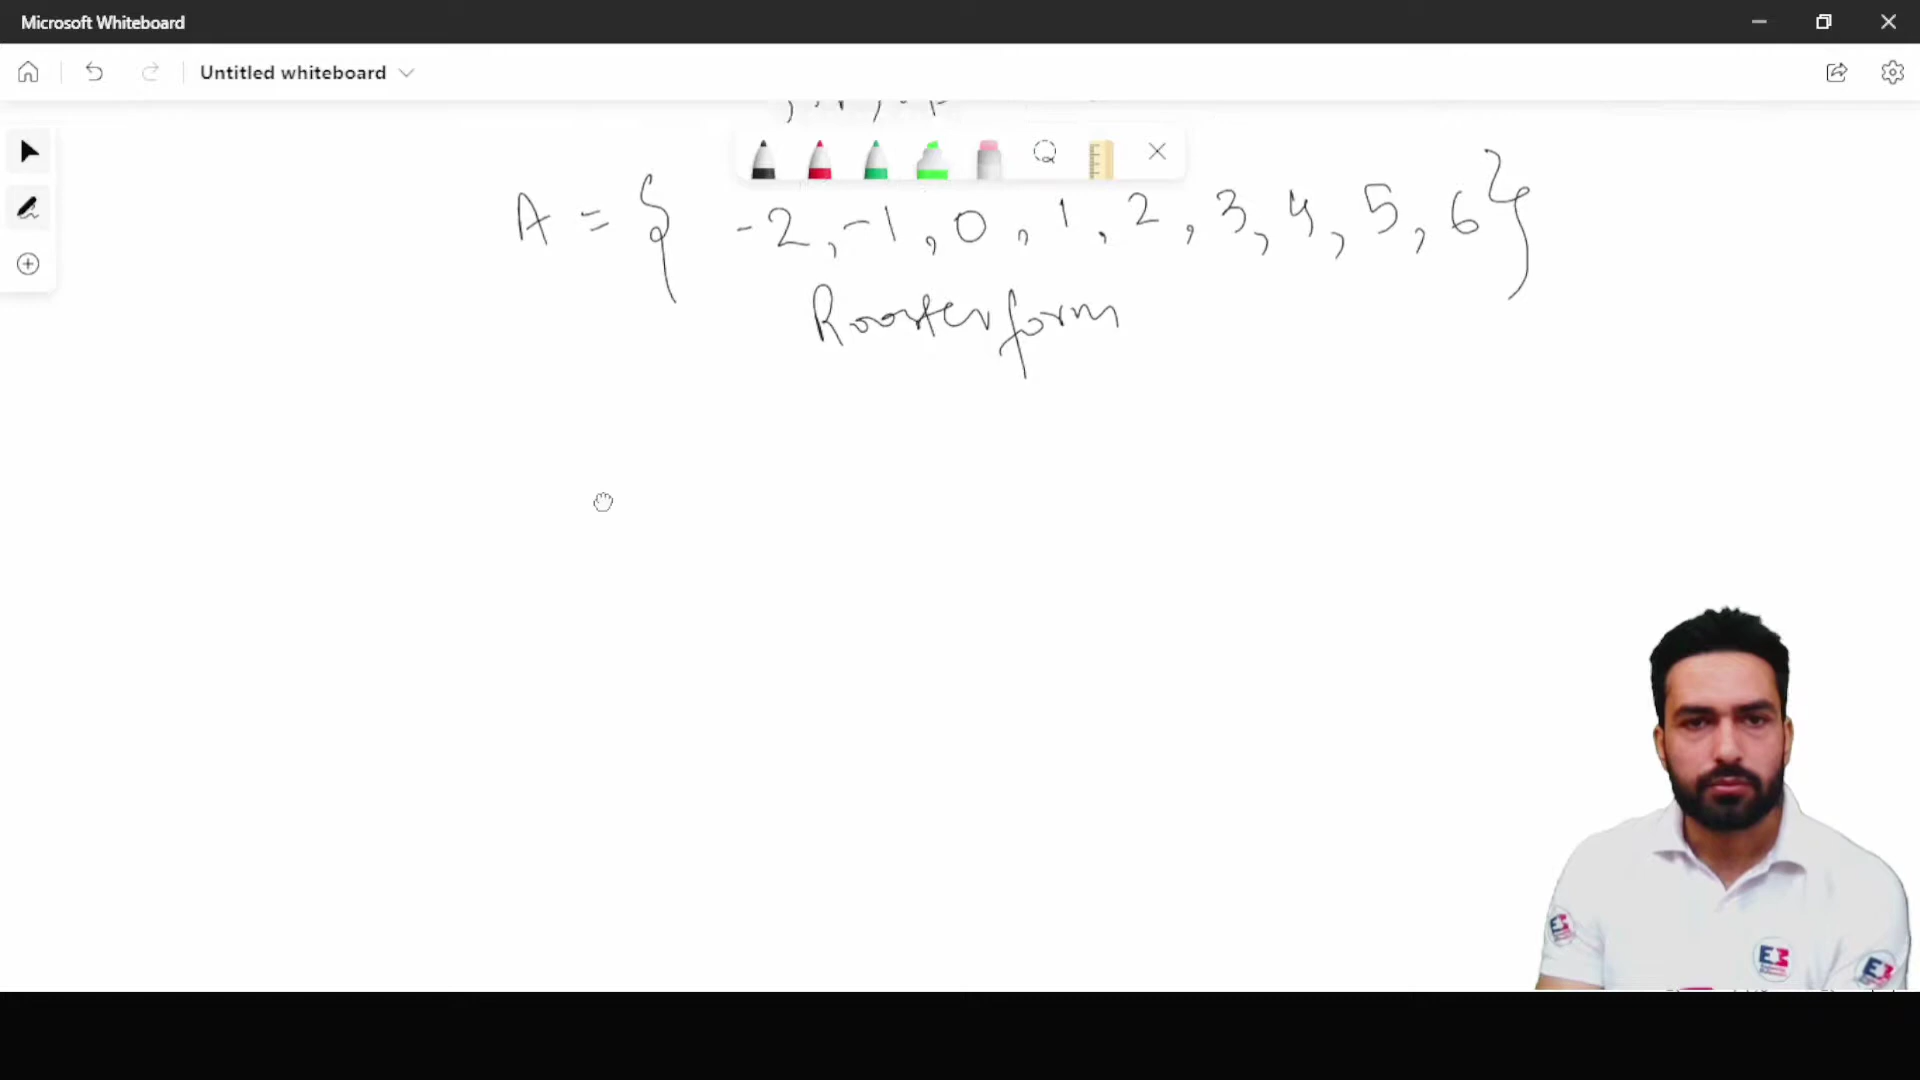 Microsoft Whiteboard
Untitled whiteboard
A = { -2, -1, 0, 1, 2, 3, 4, 5, 6 }
Rooster form